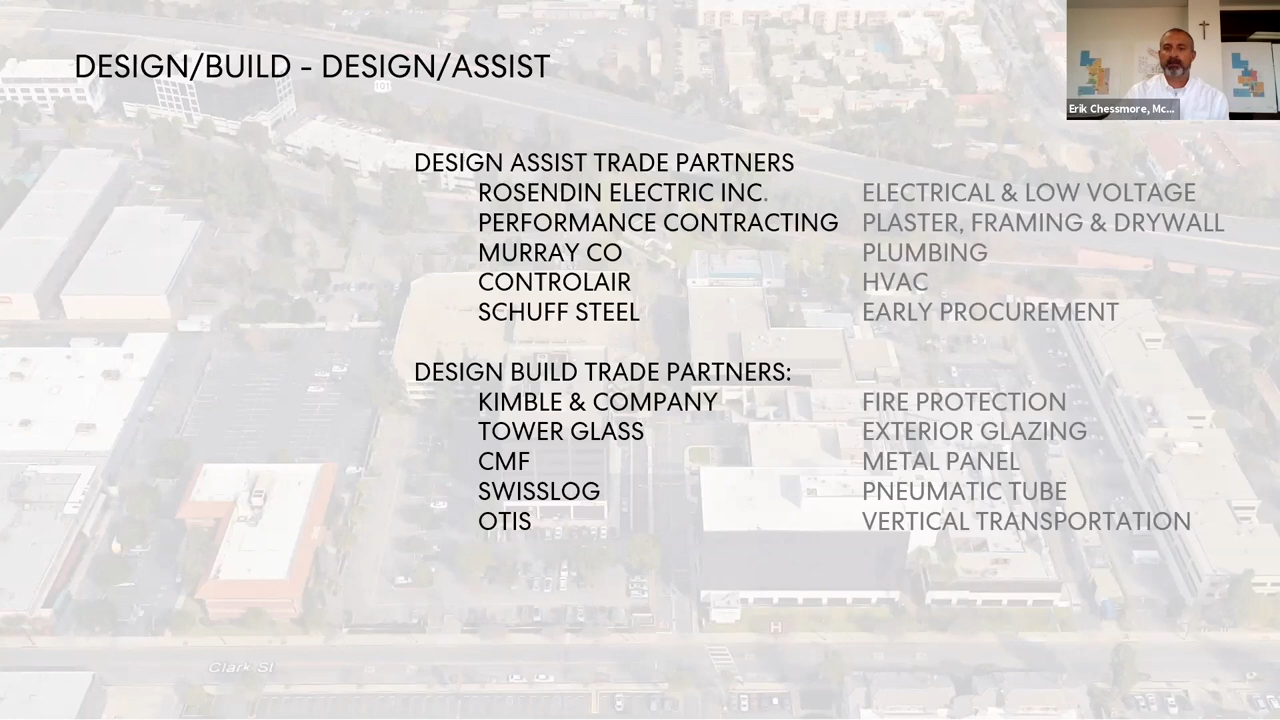 DESIGN/BUILD - DESIGN/ASSIST
Erik Chessmore, Mc...
101
DESIGN ASSIST TRADE PARTNERS
ROSENDIN ELECTRIC INC. ELECTRICAL & LOW VOLTAGE
PERFORMANCE CONTRACTING PLASTER, FRAMING & DRYWALL
MURRAY CO PLUMBING
CONTROLAIR HVAC
SCHUFF STEEL EARLY PROCUREMENT
DESIGN BUILD TRADE PARTNERS:
KIMBLE & COMPANY FIRE PROTECTION
TOWER GLASS EXTERIOR GLAZING
CMF METAL PANEL
SWISSLOG PNEUMATIC TUBE
OTIS VERTICAL TRANSPORTATION
H
Clark St